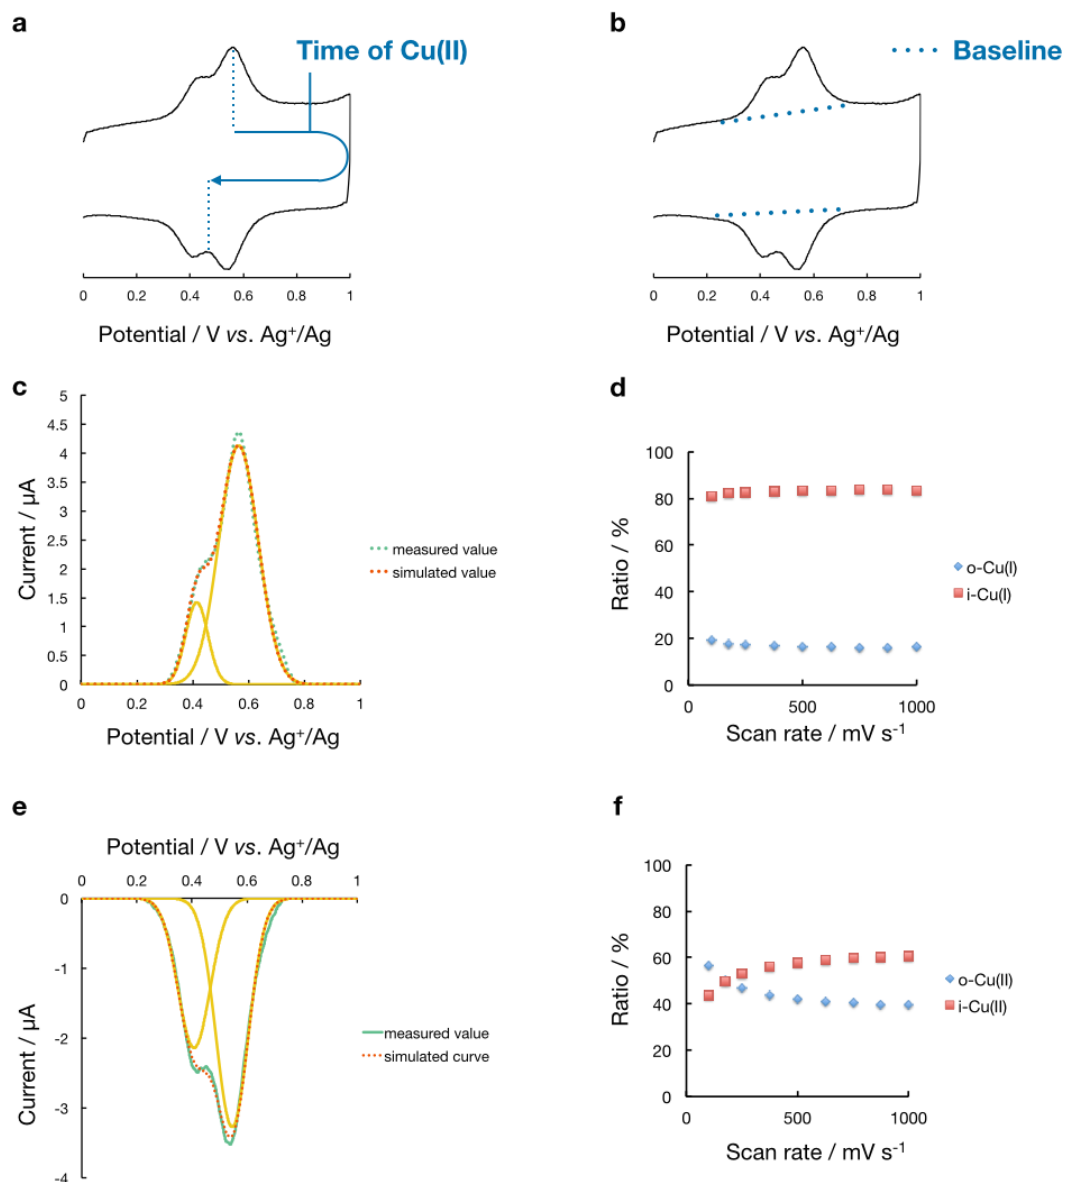 a
Time of Cu(II)
0 0.2 0.4 0.6 0.8 1
Potential / V vs. Ag⁺/Ag
b
Baseline
0 0.2 0.4 0.6 0.8 1
Potential / V vs. Ag⁺/Ag
c
5
4.5
4
3.5
3
2.5
2
1.5
1
0.5
0
Current / µA
measured value
simulated value
0 0.2 0.4 0.6 0.8 1
Potential / V vs. Ag⁺/Ag
d
100
80
60
40
20
0
Ratio / %
o-Cu(I)
i-Cu(I)
0 500 1000
Scan rate / mV s⁻¹
e
Potential / V vs. Ag⁺/Ag
0 0.2 0.4 0.6 0.8 1
0
-1
-2
-3
-4
Current / µA
measured value
simulated curve
f
100
80
60
40
20
0
Ratio / %
o-Cu(II)
i-Cu(II)
0 500 1000
Scan rate / mV s⁻¹